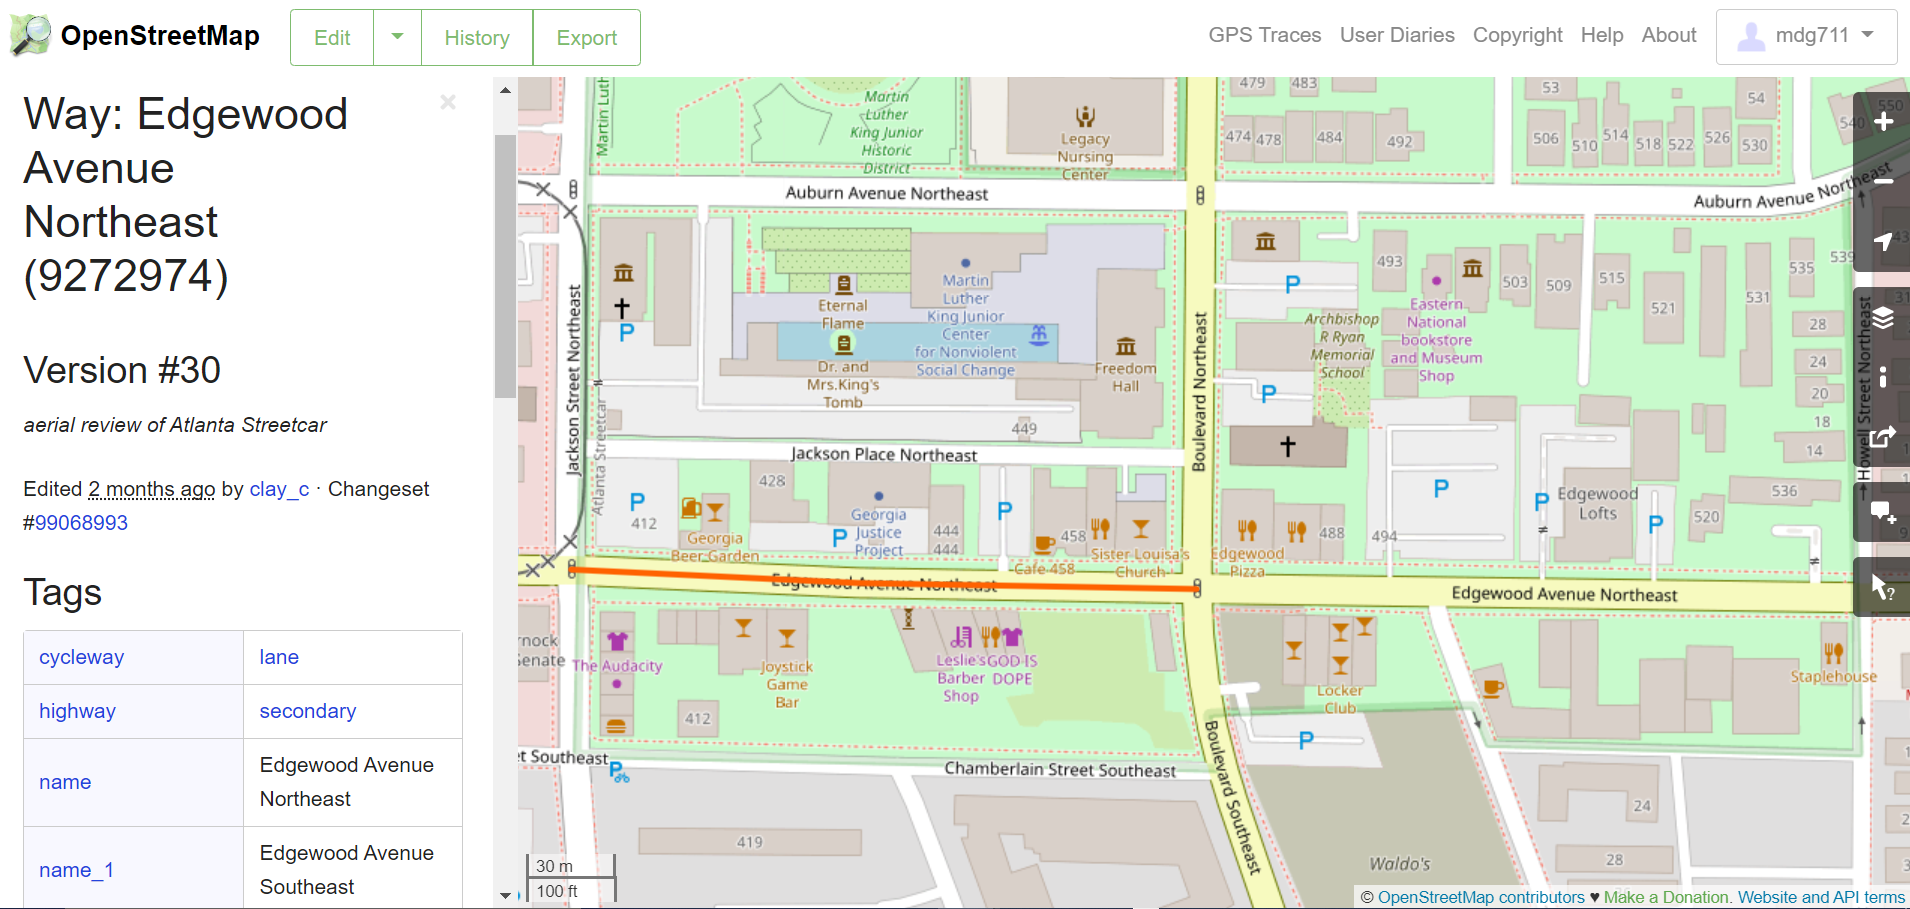 OpenStreetMap
Edit
History
Export
GPS Traces
User Diaries
Copyright
Help
About
mdg711
Way: Edgewood
Avenue
Northeast
(9272974)
Version #30
aerial review of Atlanta Streetcar
Edited 2 months ago by clay_c · Changeset
#99068993
Tags
cycleway
lane
highway
secondary
name
Edgewood Avenue
Northeast
name_1
Edgewood Avenue
Southeast
Martin Luth
Martin
Luther
King Junior
Historic
District
Legacy
Nursing
Center
479
483
474
478
484
492
53
54
506
510
514
518
522
526
530
540
550
Auburn Avenue Northeast
Auburn Avenue Northeast
Jackson Street Northeast
Atlanta Streetcar
Eternal
Flame
Dr. and
Mrs.King's
Tomb
Martin
Luther
King Junior
Center
for Nonviolent
Social Change
Freedom
Hall
449
Boulevard Northeast
P
P
P
Archbishop
P Ryan
Memorial
School
493
Eastern
National
bookstore
and Museum
Shop
503
509
515
521
531
535
539
28
24
20
18
14
Howell Street Northeast
Jackson Place Northeast
P
412
428
Georgia
Beer Garden
P
Georgia
Justice
Project
444
444
P
458
Cafe 458
Sister Louisa's
Church
Edgewood
Pizza
488
494
P
P
Edgewood
Lofts
P
520
536
Edgewood Avenue Northeast
Edgewood Avenue Northeast
rnock
Senate
The Audacity
412
Joystick
Game
Bar
Leslie's
Barber
Shop
GOD IS
DOPE
Locker
Club
Staplehouse
P
et Southeast
P
Chamberlain Street Southeast
Boulevard Southeast
419
Waldo's
24
28
30 m
100 ft
?
© OpenStreetMap contributors ♥ Make a Donation. Website and API terms